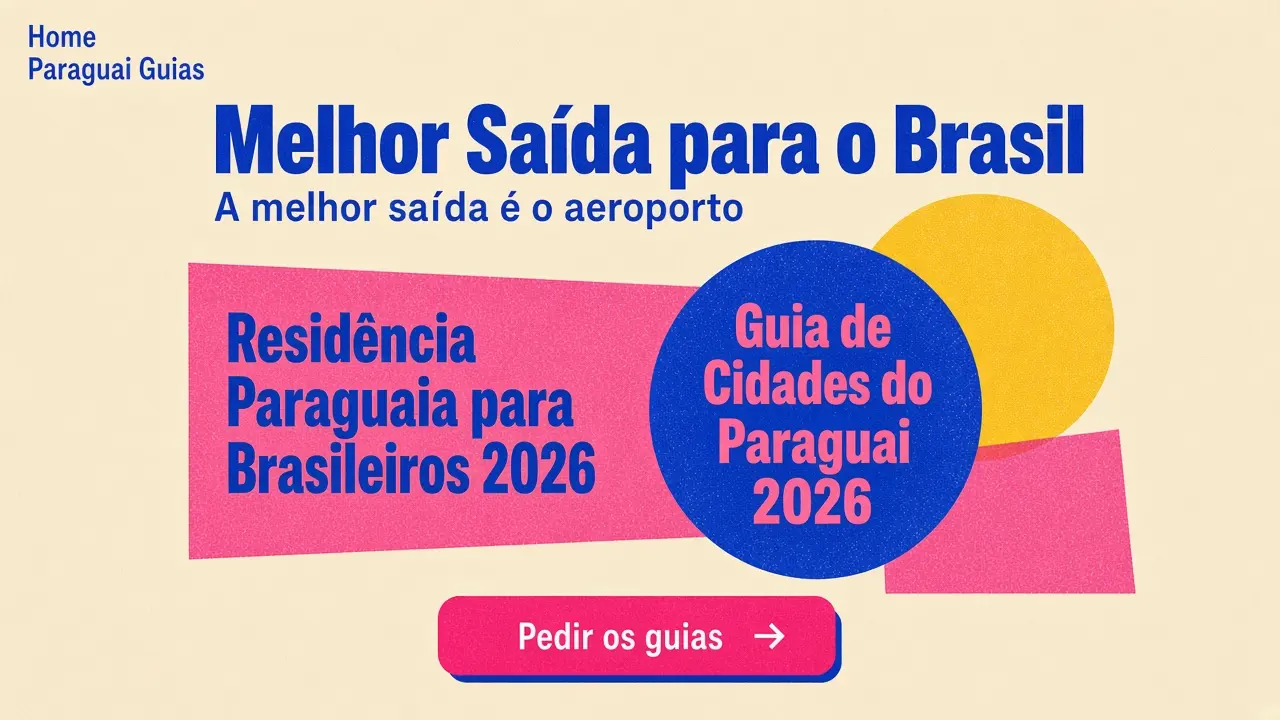 Home
Paraguai Guias
Melhor Saída para o Brasil
A melhor saída é o aeroporto
Residência
Paraguaia para
Brasileiros 2026
Guia de
Cidades do
Paraguai
2026
Pedir os guias →